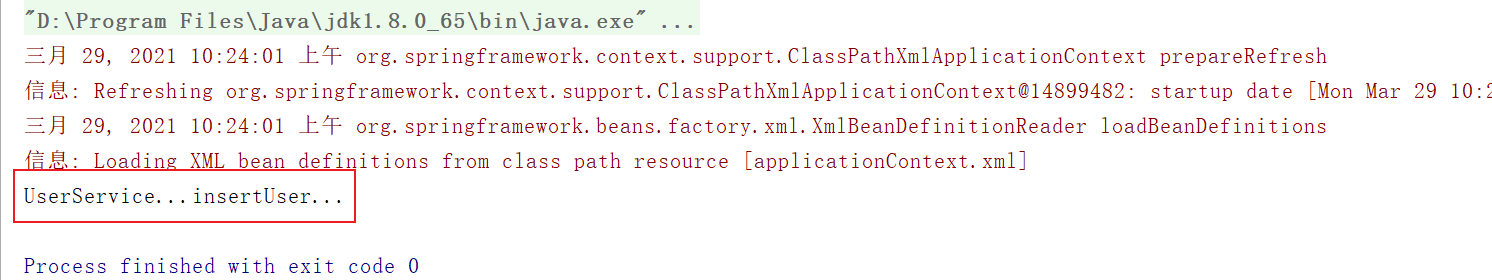 "D:\Program Files\Java\jdk1.8.0_65\bin\java.exe" ...
三月 29, 2021 10:24:01 上午 org.springframework.context.support.ClassPathXmlApplicationContext prepareRefresh
信息: Refreshing org.springframework.context.support.ClassPathXmlApplicationContext@14899482: startup date [Mon Mar 29 10:2
三月 29, 2021 10:24:01 上午 org.springframework.beans.factory.xml.XmlBeanDefinitionReader loadBeanDefinitions
信息: Loading XML bean definitions from class path resource [applicationContext.xml]
UserService...insertUser...
Process finished with exit code 0